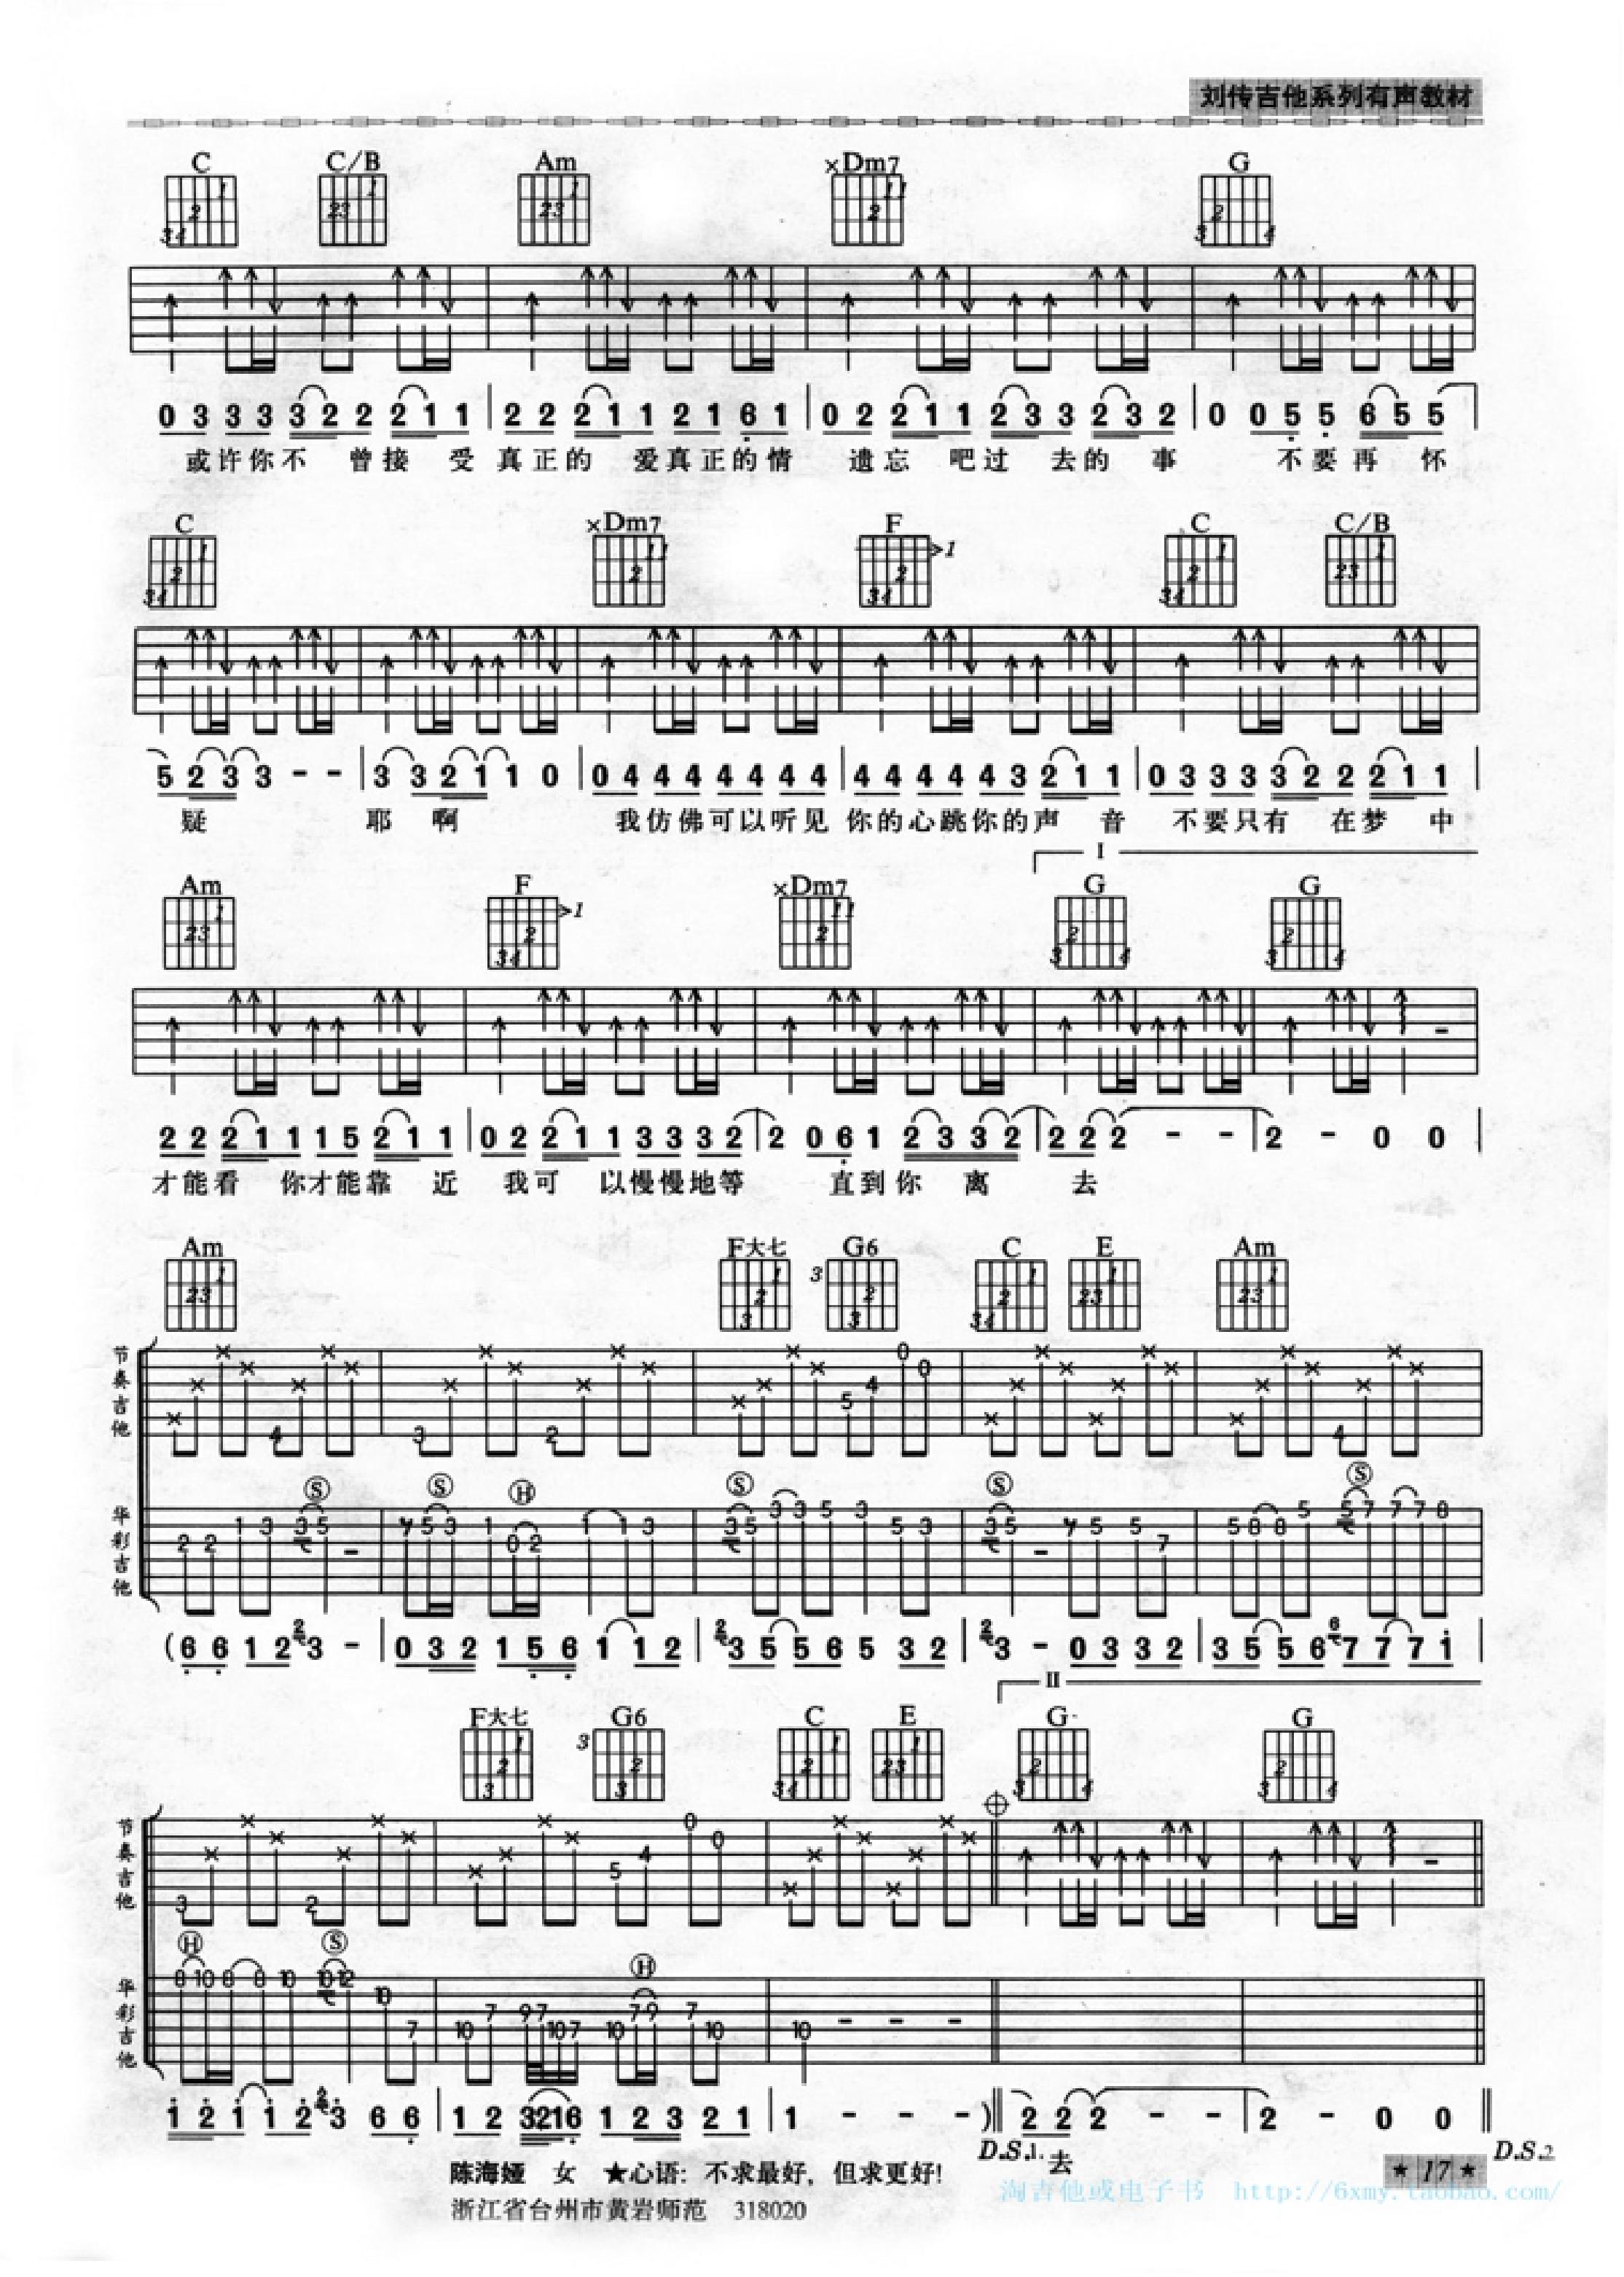 刘传吉他系列有声教材
C C/B Am ×Dm7 G
0 3 3 3 3 2 2 2 1 1 | 2 2 2 1 1 2 1 6 1 | 0 2 2 1 1 2 3 3 2 3 2 | 0 0 5 5 6 5 5
或许你不 曾接 受 真正的 爱真正的情 遗忘 吧过 去的 事 不要再 怀
C ×Dm7 F C C/B
5 2 3 3 - - | 3 3 2 1 1 0 | 0 4 4 4 4 4 4 4 | 4 4 4 4 4 3 2 1 1 | 0 3 3 3 3 2 2 2 1 1 |
疑 耶 啊 我仿佛可以听见 你的心跳你的声 音 不要只有 在梦 中
I
Am F ×Dm7 G G
2 2 2 1 1 1 5 2 1 1 | 0 2 2 1 1 3 3 3 2 | 2 0 6 1 2 3 3 2 | 2 2 2 - - | 2 - 0 0 |
才能看 你才能靠 近 我可 以慢慢地等 直到你 离 去
Am F大七 G6 C E Am
节奏吉他
华彩吉他
(6 6 1 2 2 3 - | 0 3 2 1 5 6 1 1 2 | 2 3 5 5 6 5 3 2 | 2 3 - 0 3 3 2 | 3 5 5 6 6 7 7 7 1 |
II
F大七 G6 C E G G
节奏吉他
华彩吉他
1 2 1 1 2 2 3 6 6 | 1 2 3 2 1 6 1 2 3 2 1 | 1 - - - ) 2 2 2 - - | 2 - 0 0
D.S.1. 去 D.S.2
陈海娅 女 ★心语: 不求最好, 但求更好!
★ 17 ★
淘吉他或电子书 http://6xmy.taobao.com/
浙江省台州市黄岩师范 318020